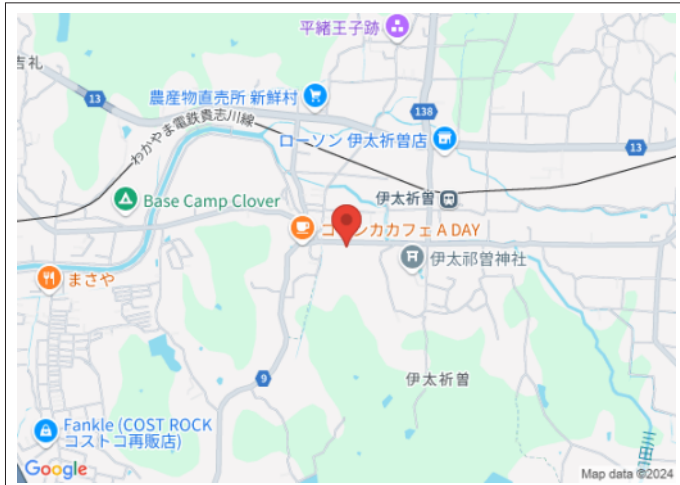 平緒王子跡
吉礼
13
農産物直売所 新鮮村
138
わかやま電鉄貴志川線
ローソン 伊太祈曽店
13
伊太祈曽
Base Camp Clover
カカフェ A DAY
伊太祁曽神社
まさや
9
伊太祈曽
Fankle (COST ROCK
コストコ再販店)
Google
Map data ©2024